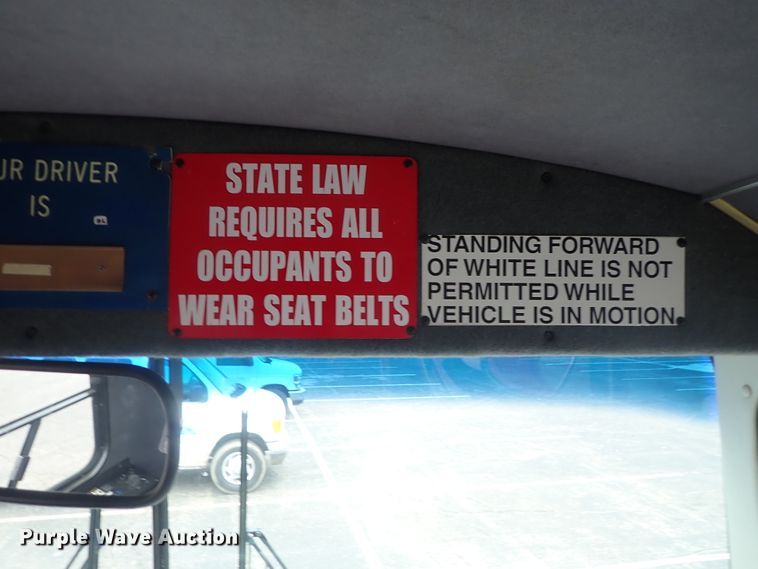 UR DRIVER
IS
STATE LAW
REQUIRES ALL
OCCUPANTS TO
WEAR SEAT BELTS
STANDING FORWARD
OF WHITE LINE IS NOT
PERMITTED WHILE
VEHICLE IS IN MOTION
Purple Wave Auction